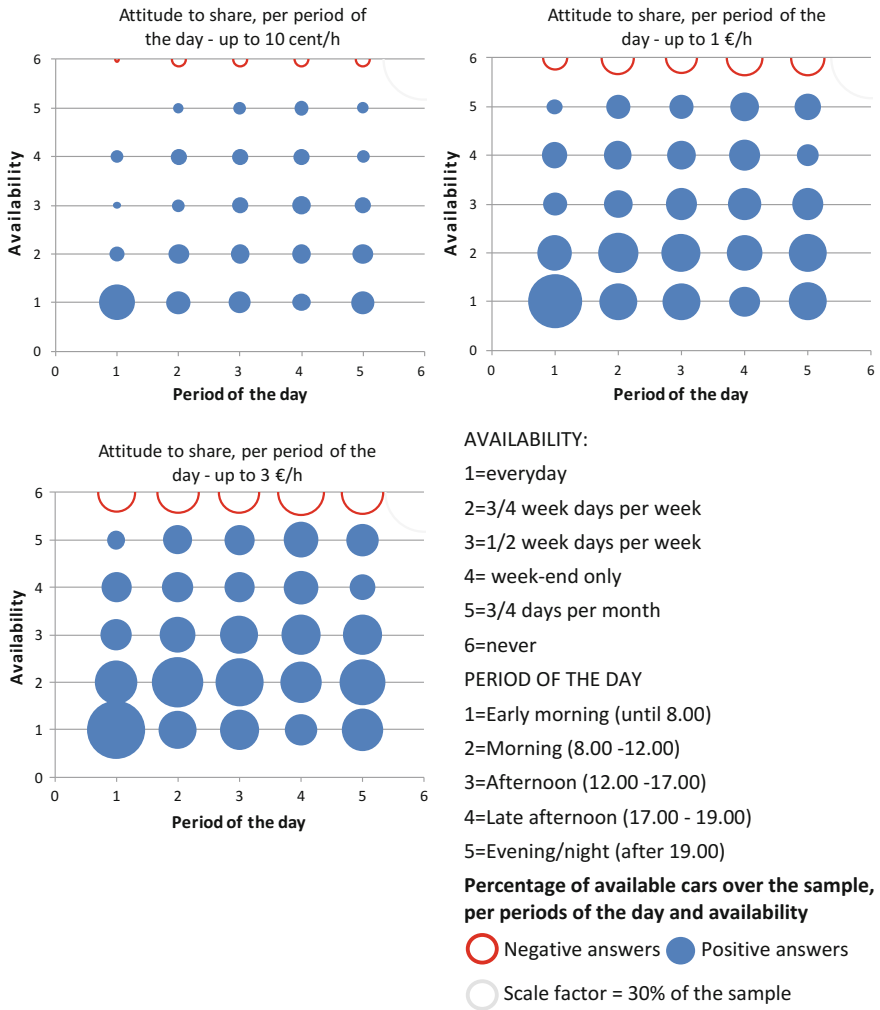 Attitude to share, per period of
the day - up to 10 cent/h
6
5
4
3
2
1
0
0 1 2 3 4 5 6
Availability
Period of the day
Attitude to share, per period of the
day - up to 1 €/h
6
5
4
3
2
1
0
0 1 2 3 4 5 6
Availability
Period of the day
Attitude to share, per period of the
day - up to 3 €/h
6
5
4
3
2
1
0
0 1 2 3 4 5 6
Availability
Period of the day
AVAILABILITY:
1=everyday
2=3/4 week days per week
3=1/2 week days per week
4= week-end only
5=3/4 days per month
6=never
PERIOD OF THE DAY
1=Early morning (until 8.00)
2=Morning (8.00 -12.00)
3=Afternoon (12.00 -17.00)
4=Late afternoon (17.00 - 19.00)
5=Evening/night (after 19.00)
Percentage of available cars over the sample,
per periods of the day and availability
Negative answers Positive answers
Scale factor = 30% of the sample